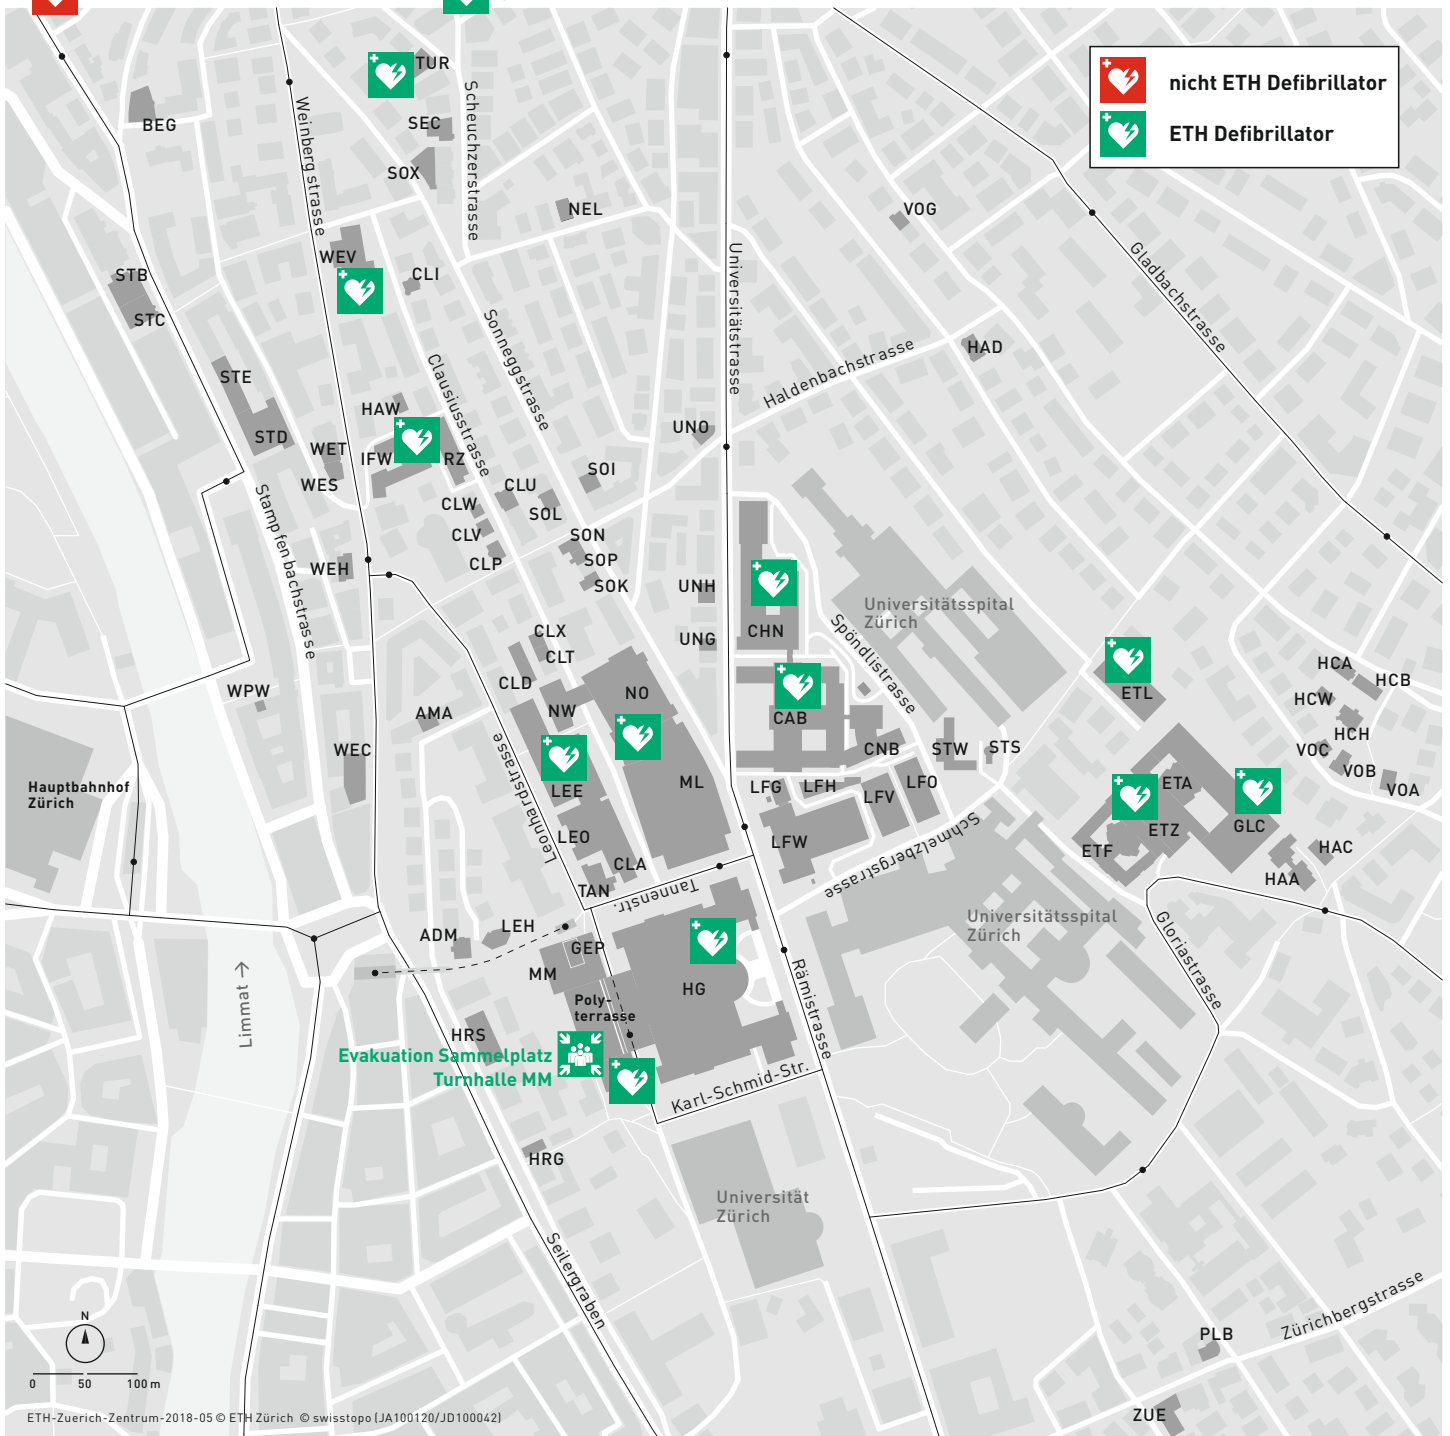 nicht ETH Defibrillator
ETH Defibrillator
TUR
BEG
SEC
SOX
Scheuchzerstrasse
Weinbergstrasse
NEL
VOG
WEV
CLI
STB
STC
Universitätstrasse
Gladbachstrasse
Sonneggstrasse
Haldenbachstrasse
HAD
STE
Clausiusstrasse
HAW
STD
WET
IFW
RZ
WES
UNO
SOI
CLU
CLW
SOL
CLV
SON
CLP
SOP
SOK
Stampfenbachstrasse
WEH
UNH
UNG
CHN
Universitätsspital
Zürich
Spöndlistrasse
CLX
CLT
CLD
NO
NW
WPW
AMA
WEC
Leonhardstrasse
LEE
ML
LEO
CLA
TAN
Tannenstr.
CAB
CNB
STW
STS
LFG
LFH
LFV
LFO
LFW
Schmelzbergstrasse
ETL
ETA
ETZ
ETF
GLC
HCA
HCB
HCW
HCH
VOC
VOB
VOA
HAC
HAA
Hauptbahnhof
Zürich
ADM
LEH
GEP
MM
HG
Poly-
terrasse
Universitätsspital
Zürich
Gloriastrasse
Rämistrasse
Limmat
HRS
Evakuation Sammelplatz
Turnhalle MM
Karl-Schmid-Str.
HRG
Universität
Zürich
Seilergraben
Zürichbergstrasse
PLB
ZUE
N
0 50 100 m
ETH-Zuerich-Zentrum-2018-05 © ETH Zürich © swisstopo (JA100120/JD100042)